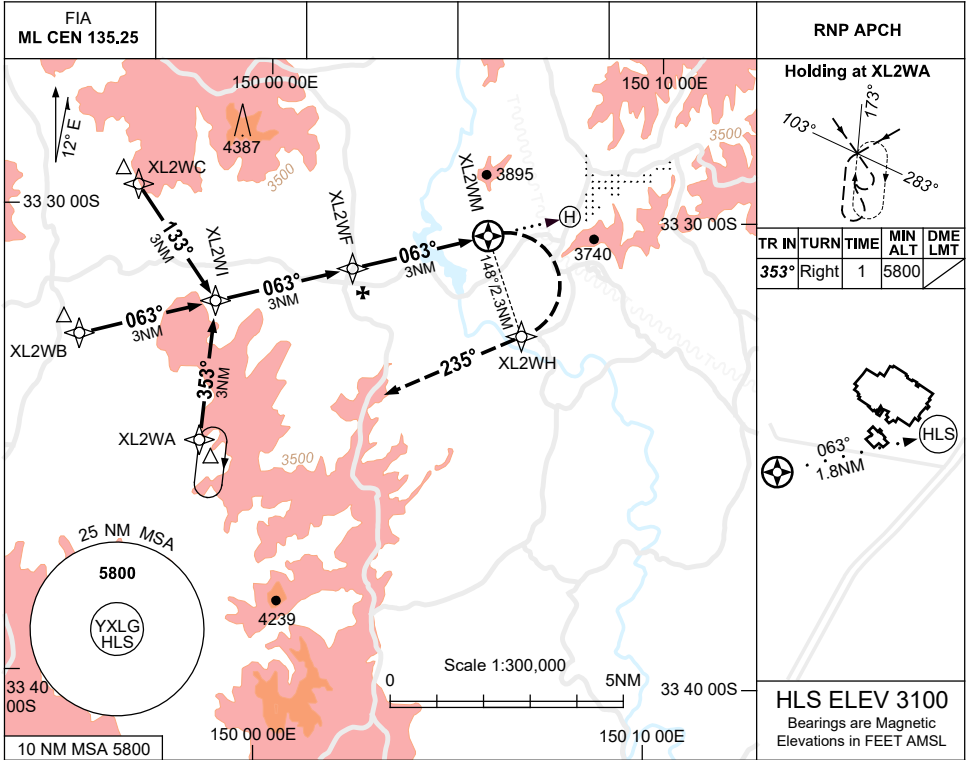 FIA
ML CEN 135.25
RNP APCH
150 00 00E
150 10 00E
12° E
4387
3500
3500
XL2WC
33 30 00S
133°
3NM
XL2WI
XL2WF
XL2WM
3895
H
33 30 00S
3740
063°
3NM
063°
3NM
063°
3NM
148°/2.3NM
XL2WB
XL2WH
235°
353°
3NM
XL2WA
3500
25 NM MSA
5800
YXLG
HLS
4239
Scale 1:300,000
0
5NM
33 40
00S
33 40 00S
150 00 00E
150 10 00E
10 NM MSA 5800
Holding at XL2WA
173°
103°
283°
TR IN TURN TIME MIN ALT DME LMT
353° Right 1 5800
HLS
063°
1.8NM
HLS ELEV 3100
Bearings are Magnetic
Elevations in FEET AMSL